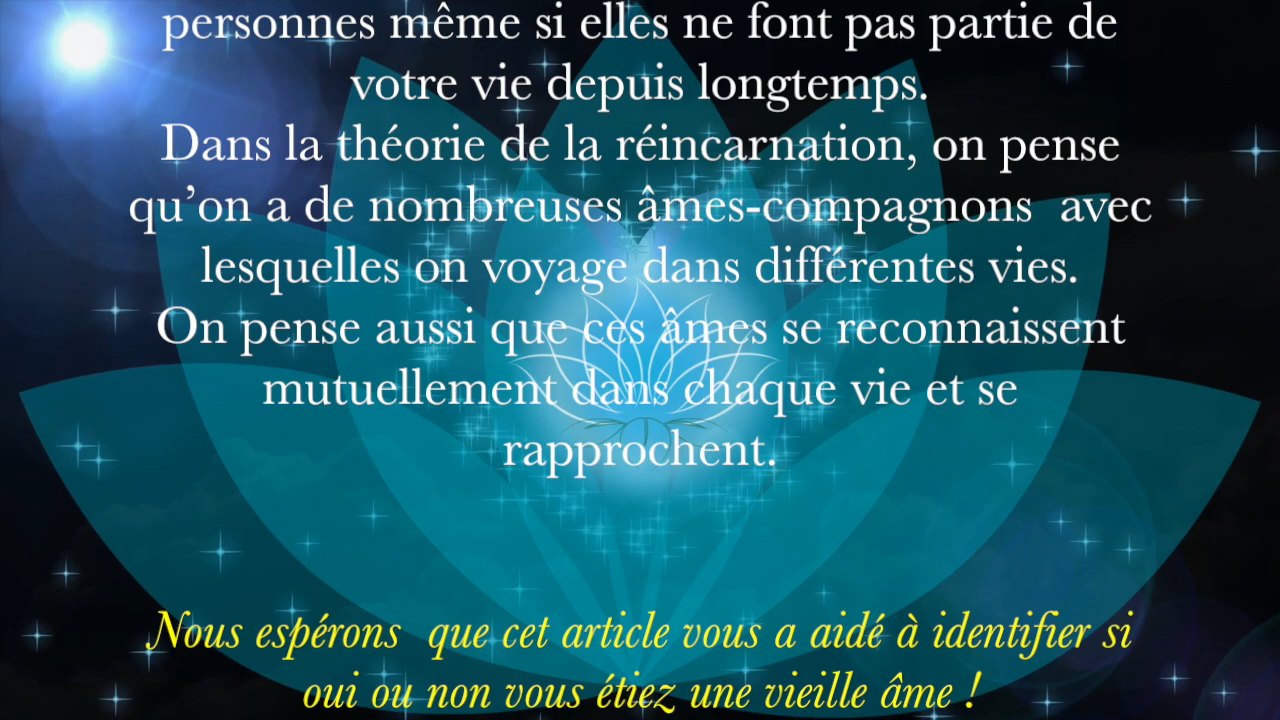 personnes même si elles ne font pas partie de
votre vie depuis longtemps.
Dans la théorie de la réincarnation, on pense
qu’on a de nombreuses âmes-compagnons  avec
lesquelles on voyage dans différentes vies.
On pense aussi que ces âmes se reconnaissent
mutuellement dans chaque vie et se
rapprochent.
Nous espérons  que cet article vous a aidé à identifier si
oui ou non vous étiez une vieille âme !